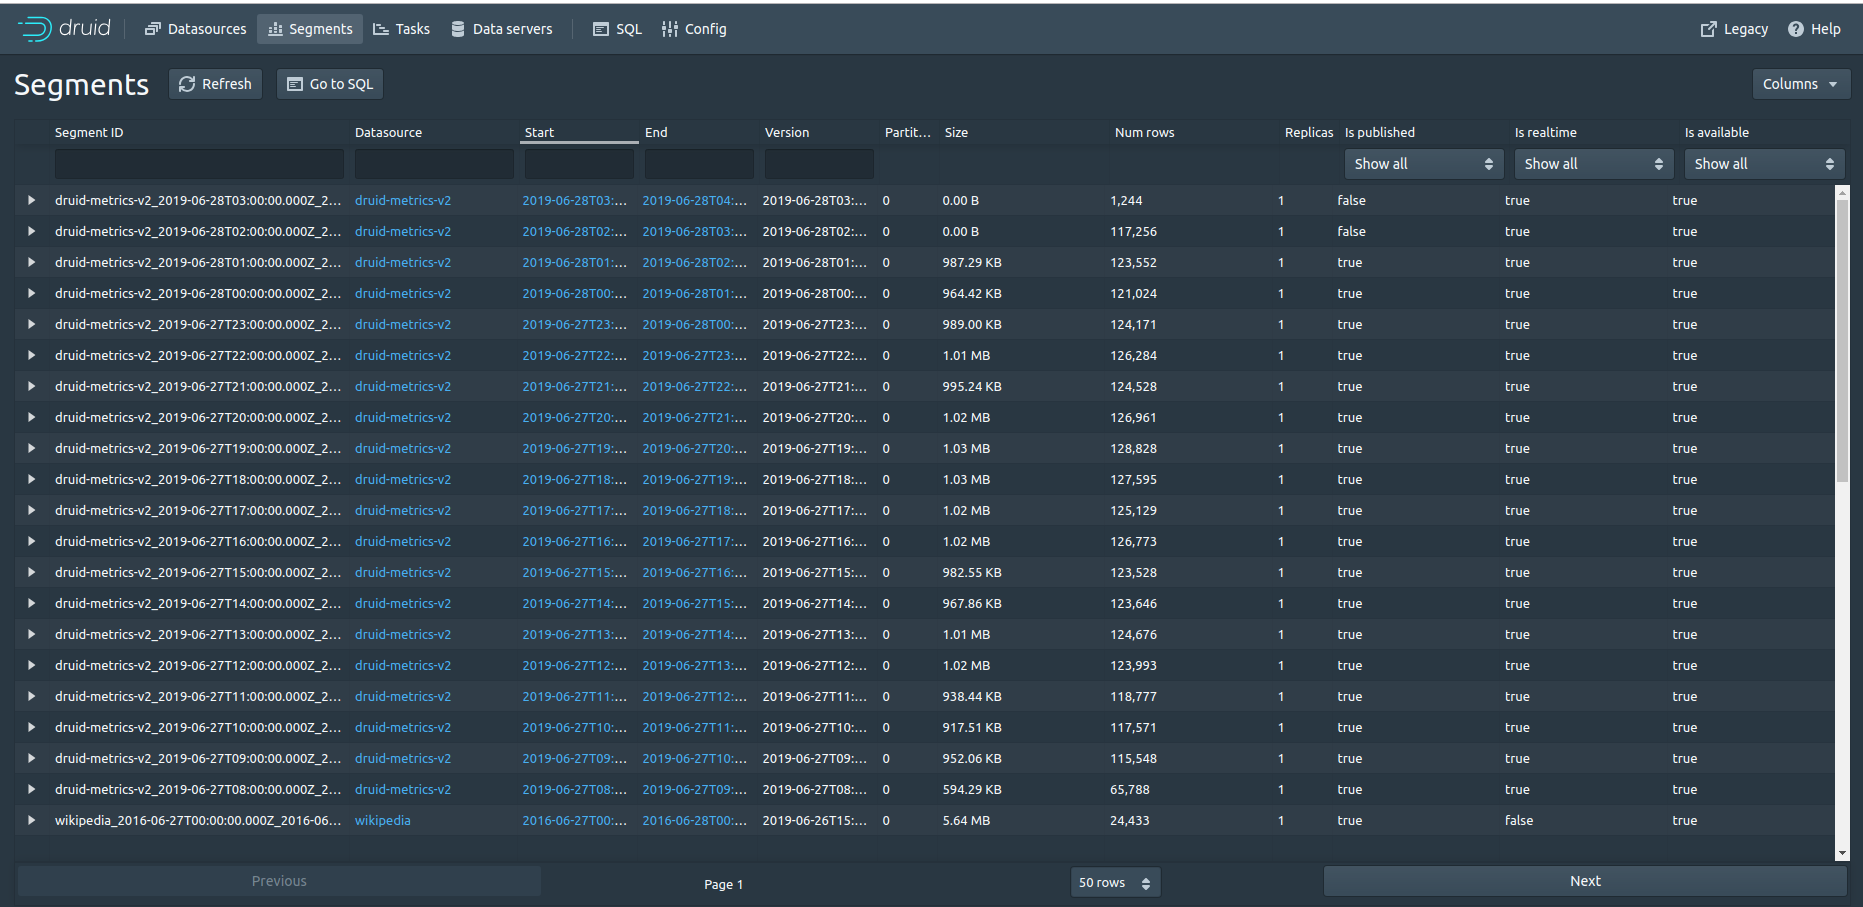 druid Datasources Segments Tasks Data servers SQL Config Legacy Help
Segments Refresh Go to SQL Columns
Segment ID Datasource Start End Version Partit... Size Num rows Replicas Is published Is realtime Is available
Show all Show all Show all
druid-metrics-v2_2019-06-28T03:00:00.000Z_2... druid-metrics-v2 2019-06-28T03:... 2019-06-28T04:... 2019-06-28T03:... 0 0.00 B 1,244 1 false true true
druid-metrics-v2_2019-06-28T02:00:00.000Z_2... druid-metrics-v2 2019-06-28T02:... 2019-06-28T03:... 2019-06-28T02:... 0 0.00 B 117,256 1 false true true
druid-metrics-v2_2019-06-28T01:00:00.000Z_2... druid-metrics-v2 2019-06-28T01:... 2019-06-28T02:... 2019-06-28T01:... 0 987.29 KB 123,552 1 true true true
druid-metrics-v2_2019-06-28T00:00:00.000Z_2... druid-metrics-v2 2019-06-28T00:... 2019-06-28T01:... 2019-06-28T00:... 0 964.42 KB 121,024 1 true true true
druid-metrics-v2_2019-06-27T23:00:00.000Z_2... druid-metrics-v2 2019-06-27T23:... 2019-06-28T00:... 2019-06-27T23:... 0 989.00 KB 124,171 1 true true true
druid-metrics-v2_2019-06-27T22:00:00.000Z_2... druid-metrics-v2 2019-06-27T22:... 2019-06-27T23:... 2019-06-27T22:... 0 1.01 MB 126,284 1 true true true
druid-metrics-v2_2019-06-27T21:00:00.000Z_2... druid-metrics-v2 2019-06-27T21:... 2019-06-27T22:... 2019-06-27T21:... 0 995.24 KB 124,528 1 true true true
druid-metrics-v2_2019-06-27T20:00:00.000Z_2... druid-metrics-v2 2019-06-27T20:... 2019-06-27T21:... 2019-06-27T20:... 0 1.02 MB 126,961 1 true true true
druid-metrics-v2_2019-06-27T19:00:00.000Z_2... druid-metrics-v2 2019-06-27T19:... 2019-06-27T20:... 2019-06-27T19:... 0 1.03 MB 128,828 1 true true true
druid-metrics-v2_2019-06-27T18:00:00.000Z_2... druid-metrics-v2 2019-06-27T18:... 2019-06-27T19:... 2019-06-27T18:... 0 1.03 MB 127,595 1 true true true
druid-metrics-v2_2019-06-27T17:00:00.000Z_2... druid-metrics-v2 2019-06-27T17:... 2019-06-27T18:... 2019-06-27T17:... 0 1.02 MB 125,129 1 true true true
druid-metrics-v2_2019-06-27T16:00:00.000Z_2... druid-metrics-v2 2019-06-27T16:... 2019-06-27T17:... 2019-06-27T16:... 0 1.02 MB 126,773 1 true true true
druid-metrics-v2_2019-06-27T15:00:00.000Z_2... druid-metrics-v2 2019-06-27T15:... 2019-06-27T16:... 2019-06-27T15:... 0 982.55 KB 123,528 1 true true true
druid-metrics-v2_2019-06-27T14:00:00.000Z_2... druid-metrics-v2 2019-06-27T14:... 2019-06-27T15:... 2019-06-27T14:... 0 967.86 KB 123,646 1 true true true
druid-metrics-v2_2019-06-27T13:00:00.000Z_2... druid-metrics-v2 2019-06-27T13:... 2019-06-27T14:... 2019-06-27T13:... 0 1.01 MB 124,676 1 true true true
druid-metrics-v2_2019-06-27T12:00:00.000Z_2... druid-metrics-v2 2019-06-27T12:... 2019-06-27T13:... 2019-06-27T12:... 0 1.02 MB 123,993 1 true true true
druid-metrics-v2_2019-06-27T11:00:00.000Z_2... druid-metrics-v2 2019-06-27T11:... 2019-06-27T12:... 2019-06-27T11:... 0 938.44 KB 118,777 1 true true true
druid-metrics-v2_2019-06-27T10:00:00.000Z_2... druid-metrics-v2 2019-06-27T10:... 2019-06-27T11:... 2019-06-27T10:... 0 917.51 KB 117,571 1 true true true
druid-metrics-v2_2019-06-27T09:00:00.000Z_2... druid-metrics-v2 2019-06-27T09:... 2019-06-27T10:... 2019-06-27T09:... 0 952.06 KB 115,548 1 true true true
druid-metrics-v2_2019-06-27T08:00:00.000Z_2... druid-metrics-v2 2019-06-27T08:... 2019-06-27T09:... 2019-06-27T08:... 0 594.29 KB 65,788 1 true true true
wikipedia_2016-06-27T00:00:00.000Z_2016-06... wikipedia 2016-06-27T00:... 2016-06-28T00:... 2019-06-26T15:... 0 5.64 MB 24,433 1 true false true
Previous Page 1 50 rows Next